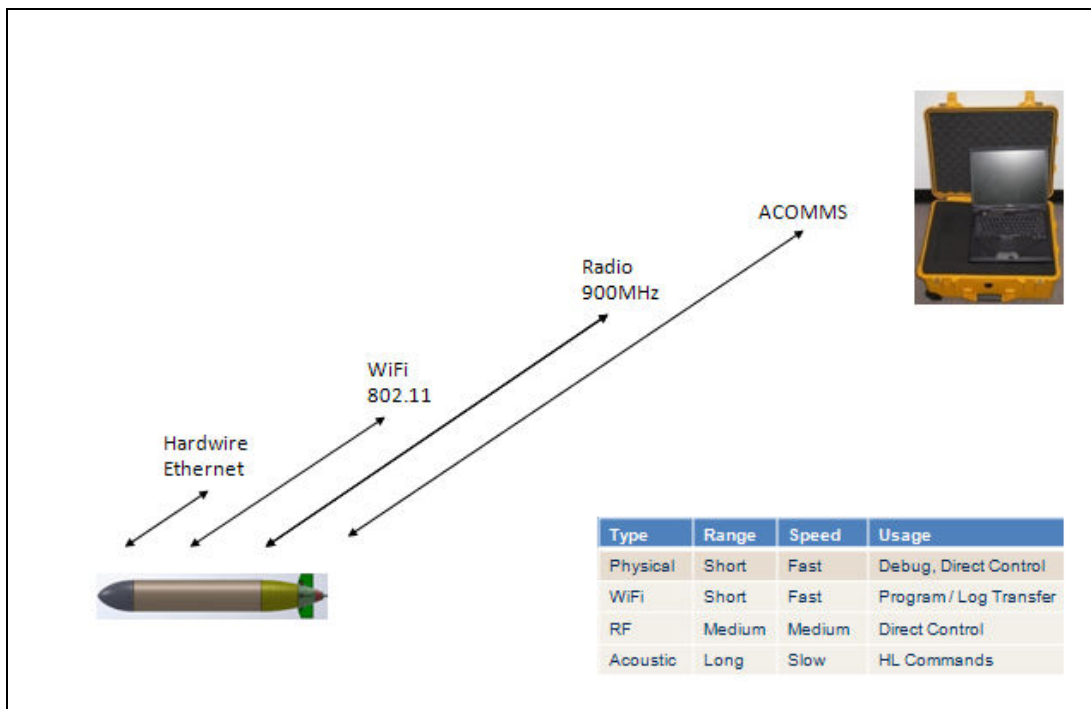 ACOMMS
Radio
900MHz
WiFi
802.11
Hardwire
Ethernet
Type Range Speed Usage
Physical Short Fast Debug, Direct Control
WiFi Short Fast Program / Log Transfer
RF Medium Medium Direct Control
Acoustic Long Slow HL Commands